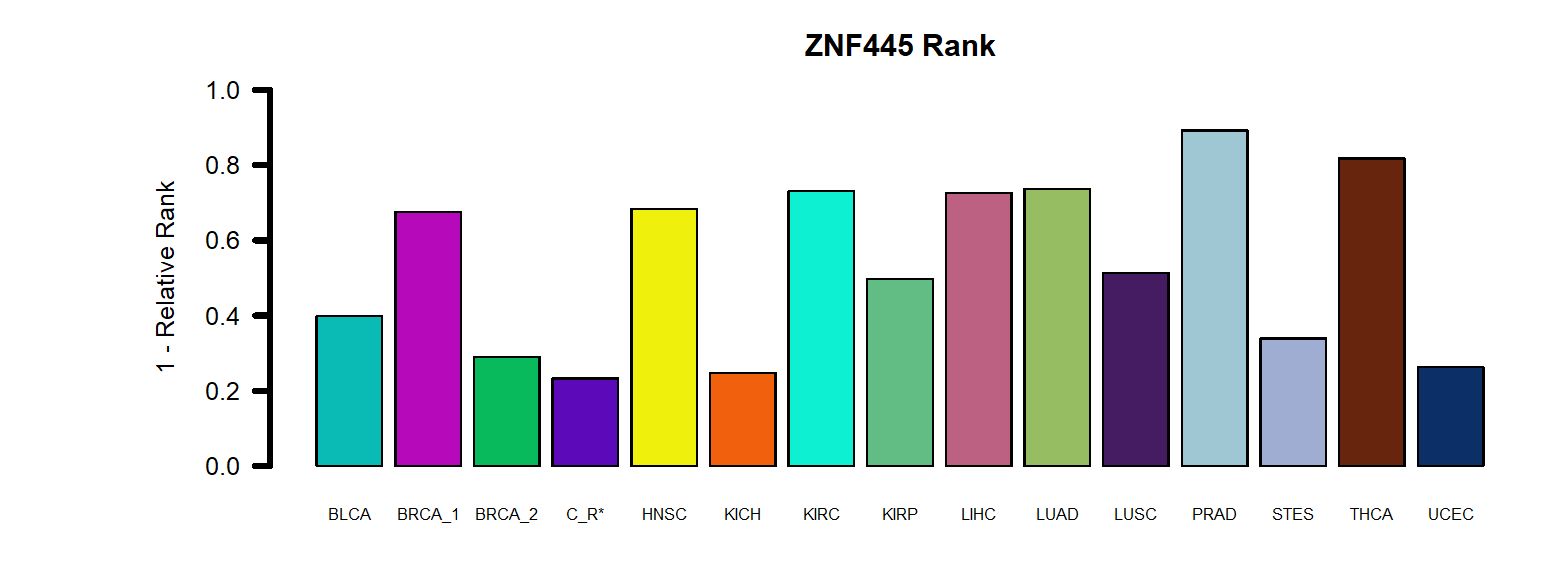 ZNF445 Rank
1 - Relative Rank
1.0
0.8
0.6
0.4
0.2
0.0
BLCA BRCA_1 BRCA_2 C_R* HNSC KICH KIRC KIRP LIHC LUAD LUSC PRAD STES THCA UCEC